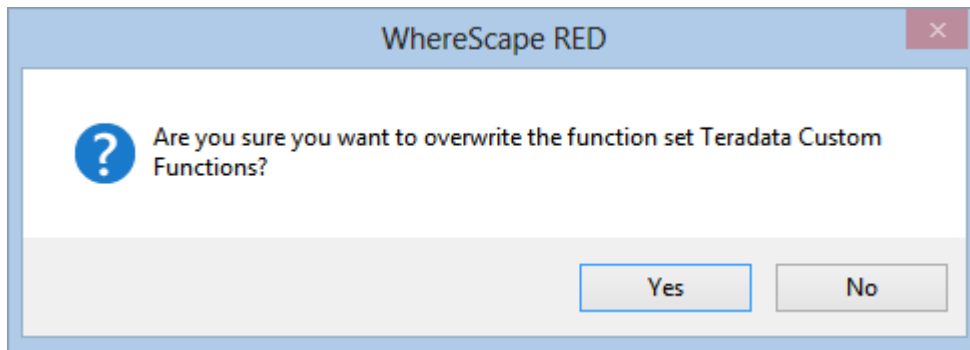 WhereScape RED
Are you sure you want to overwrite the function set Teradata Custom
Functions?
Yes
No